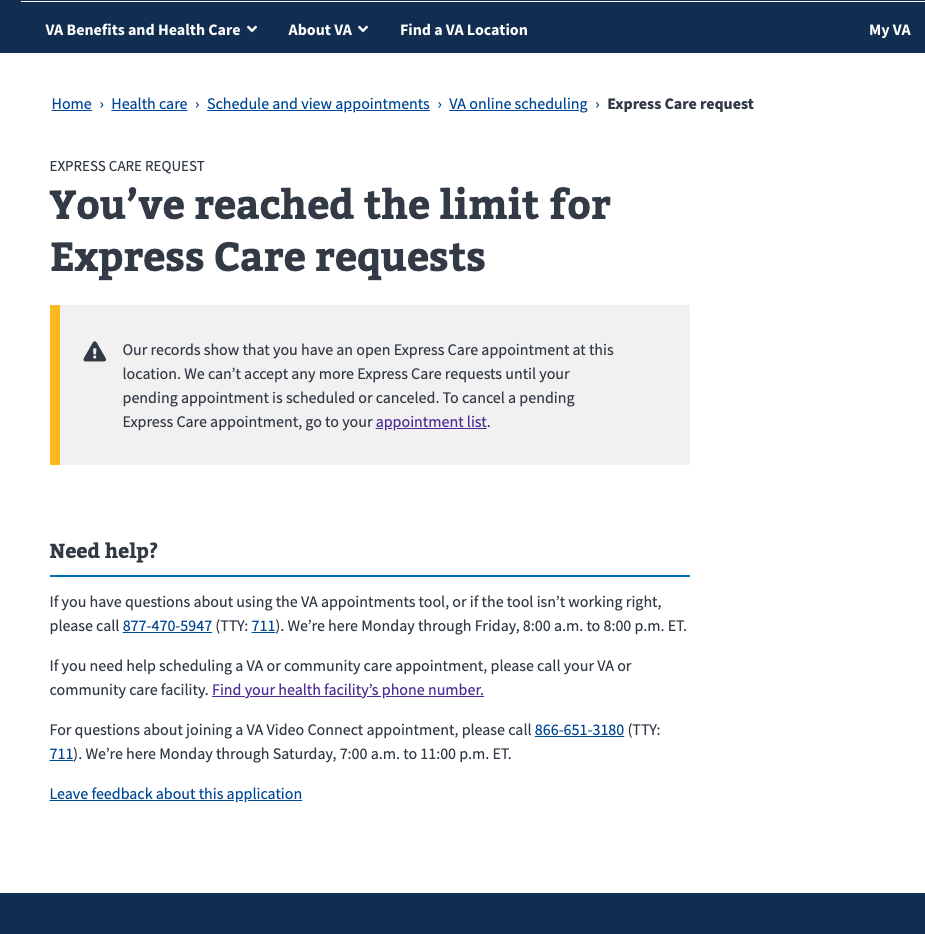 VA Benefits and Health Care About VA Find a VA Location My VA
Home › Health care › Schedule and view appointments › VA online scheduling › Express Care request
EXPRESS CARE REQUEST
You’ve reached the limit for
Express Care requests
Our records show that you have an open Express Care appointment at this
location. We can’t accept any more Express Care requests until your
pending appointment is scheduled or canceled. To cancel a pending
Express Care appointment, go to your appointment list.
Need help?
If you have questions about using the VA appointments tool, or if the tool isn’t working right,
please call 877-470-5947 (TTY: 711). We’re here Monday through Friday, 8:00 a.m. to 8:00 p.m. ET.
If you need help scheduling a VA or community care appointment, please call your VA or
community care facility. Find your health facility’s phone number.
For questions about joining a VA Video Connect appointment, please call 866-651-3180 (TTY:
711). We’re here Monday through Saturday, 7:00 a.m. to 11:00 p.m. ET.
Leave feedback about this application